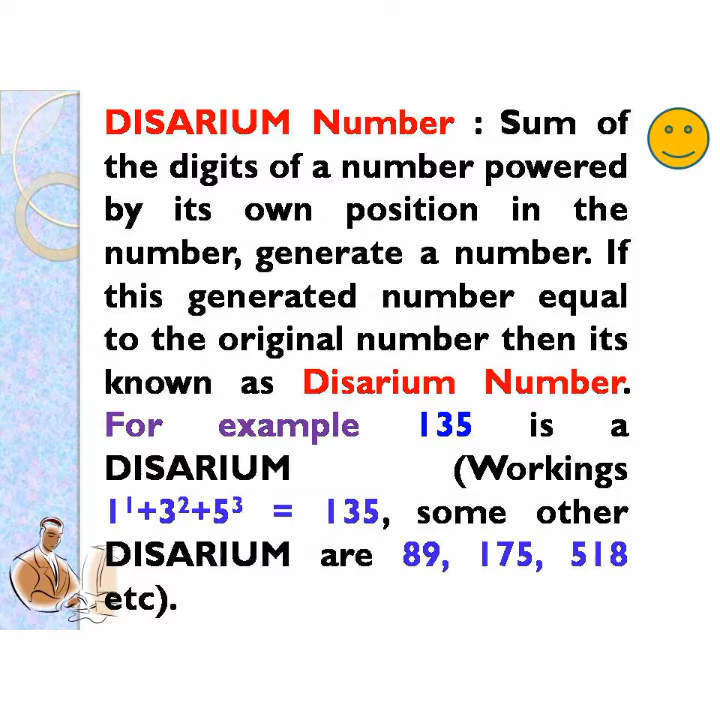 DISARIUM Number : Sum of
the digits of a number powered
by its own position in the
number, generate a number. If
this generated number equal
to the original number then its
known as Disarium Number.
For example 135 is a
DISARIUM (Workings
1¹+3²+5³ = 135, some other
DISARIUM are 89, 175, 518
etc).